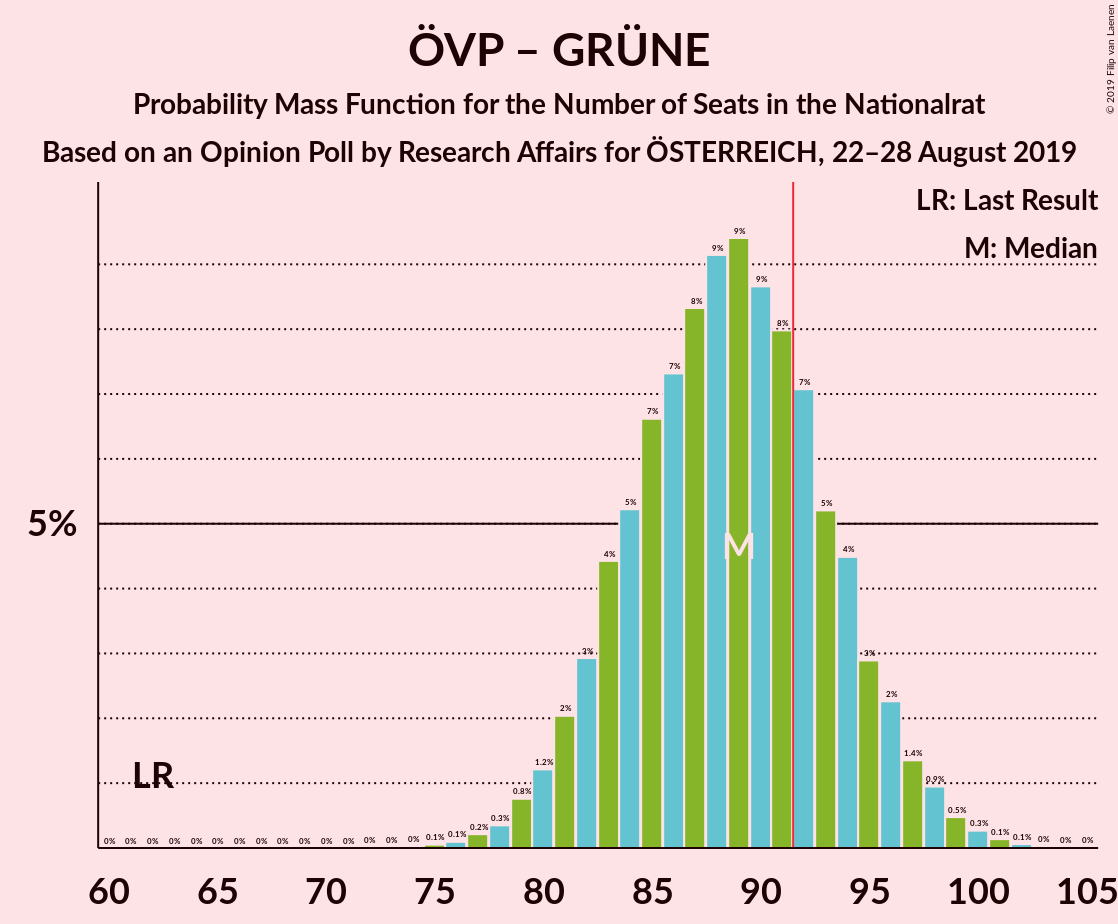 ÖVP – GRÜNE
Probability Mass Function for the Number of Seats in the Nationalrat
Based on an Opinion Poll by Research Affairs for ÖSTERREICH, 22–28 August 2019
© 2019 Filip van Laenen
LR: Last Result
M: Median
5%
LR
M
0% 0% 0% 0% 0% 0% 0% 0% 0% 0% 0% 0% 0% 0% 0% 0.1% 0.1% 0.2% 0.3% 0.8% 1.2% 2% 3% 4% 5% 7% 7% 8% 9% 9% 9% 8% 7% 5% 4% 3% 2% 1.4% 0.9% 0.5% 0.3% 0.1% 0.1% 0% 0% 0%
60 65 70 75 80 85 90 95 100 105